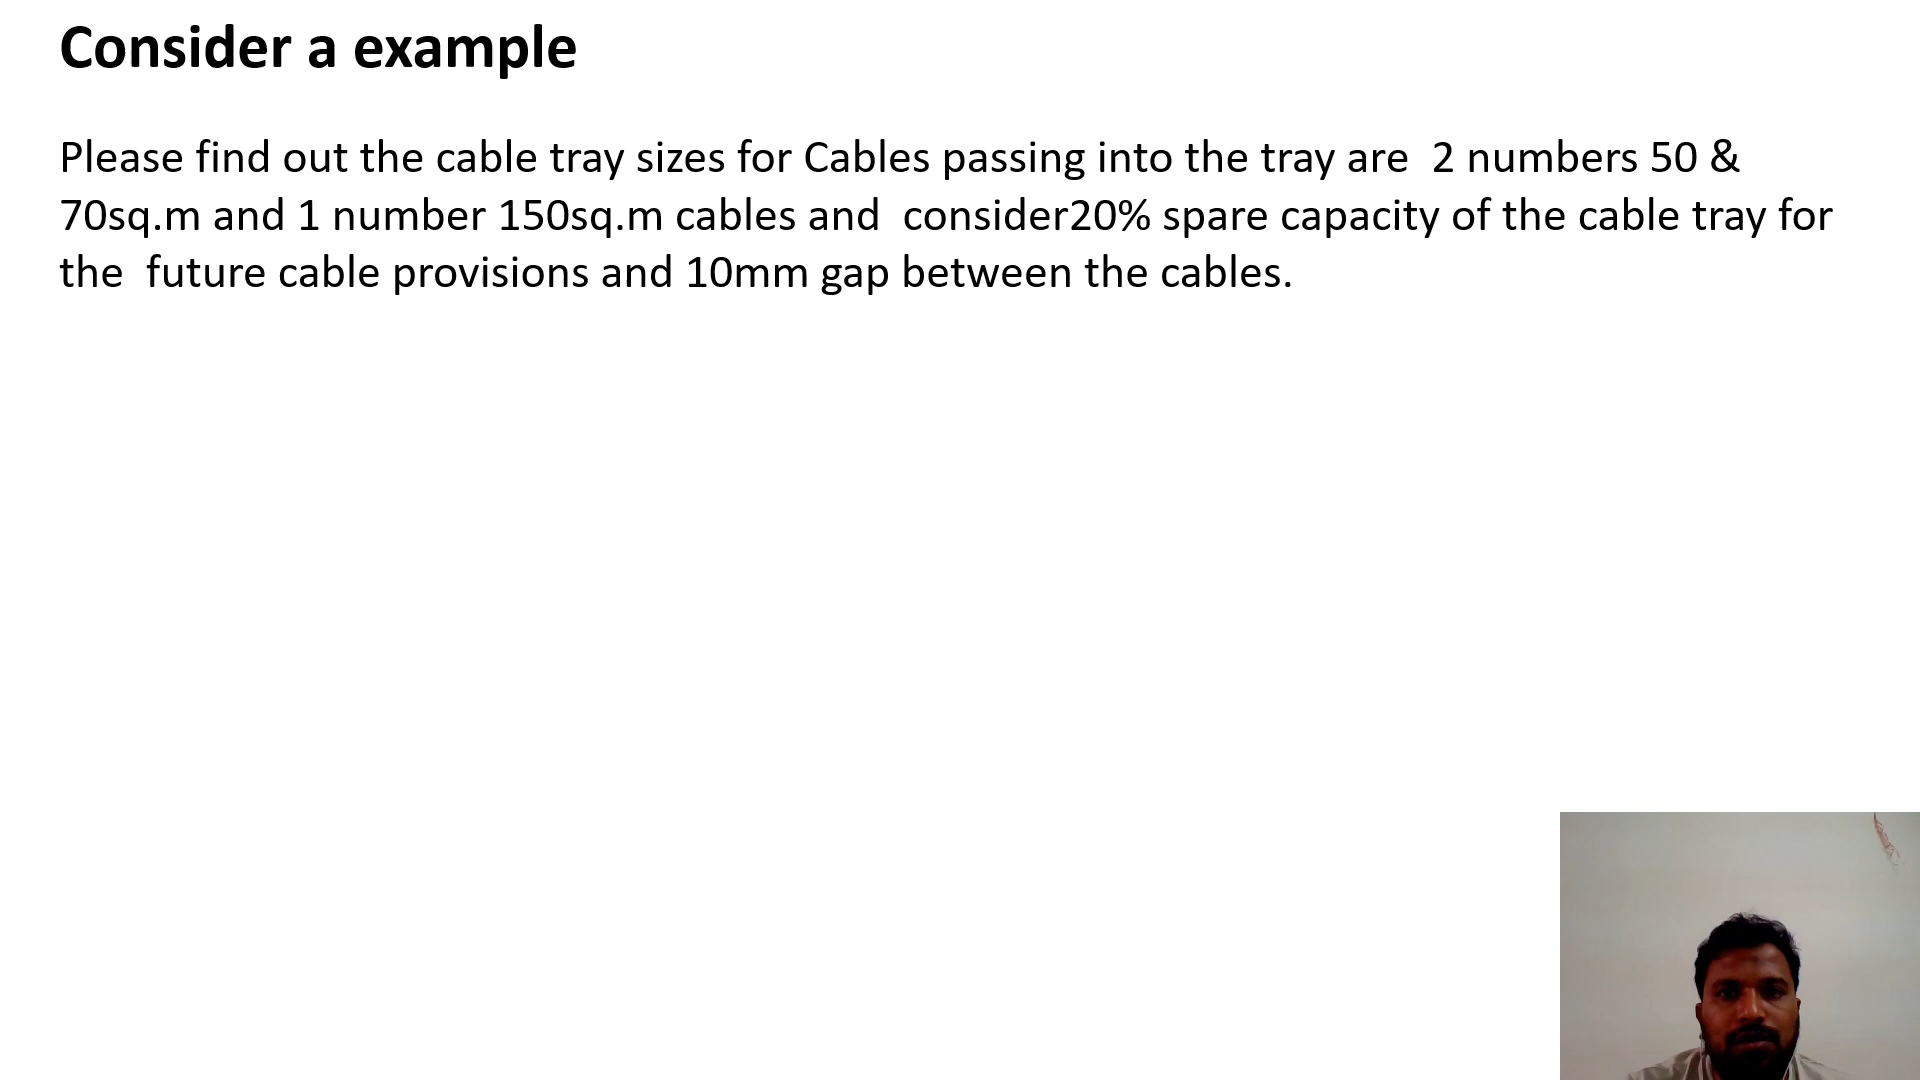 Consider a example
Please find out the cable tray sizes for Cables passing into the tray are  2 numbers 50 &
70sq.m and 1 number 150sq.m cables and  consider20% spare capacity of the cable tray for
the  future cable provisions and 10mm gap between the cables.